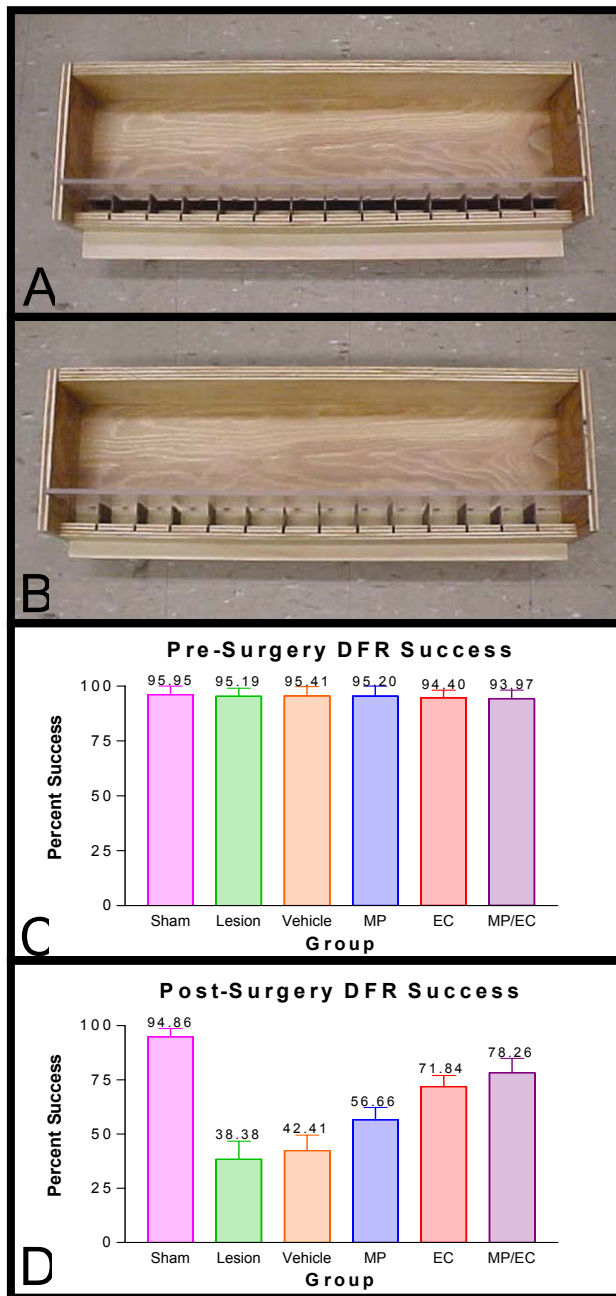 A
B
Pre-Surgery DFR Success
95.95 95.19 95.41 95.20 94.40 93.97
100
75
50
25
0
Percent Success
Sham Lesion Vehicle MP EC MP/EC
Group
C
Post-Surgery DFR Success
94.86 38.38 42.41 56.66 71.84 78.26
100
75
50
25
0
Percent Success
Sham Lesion Vehicle MP EC MP/EC
Group
D